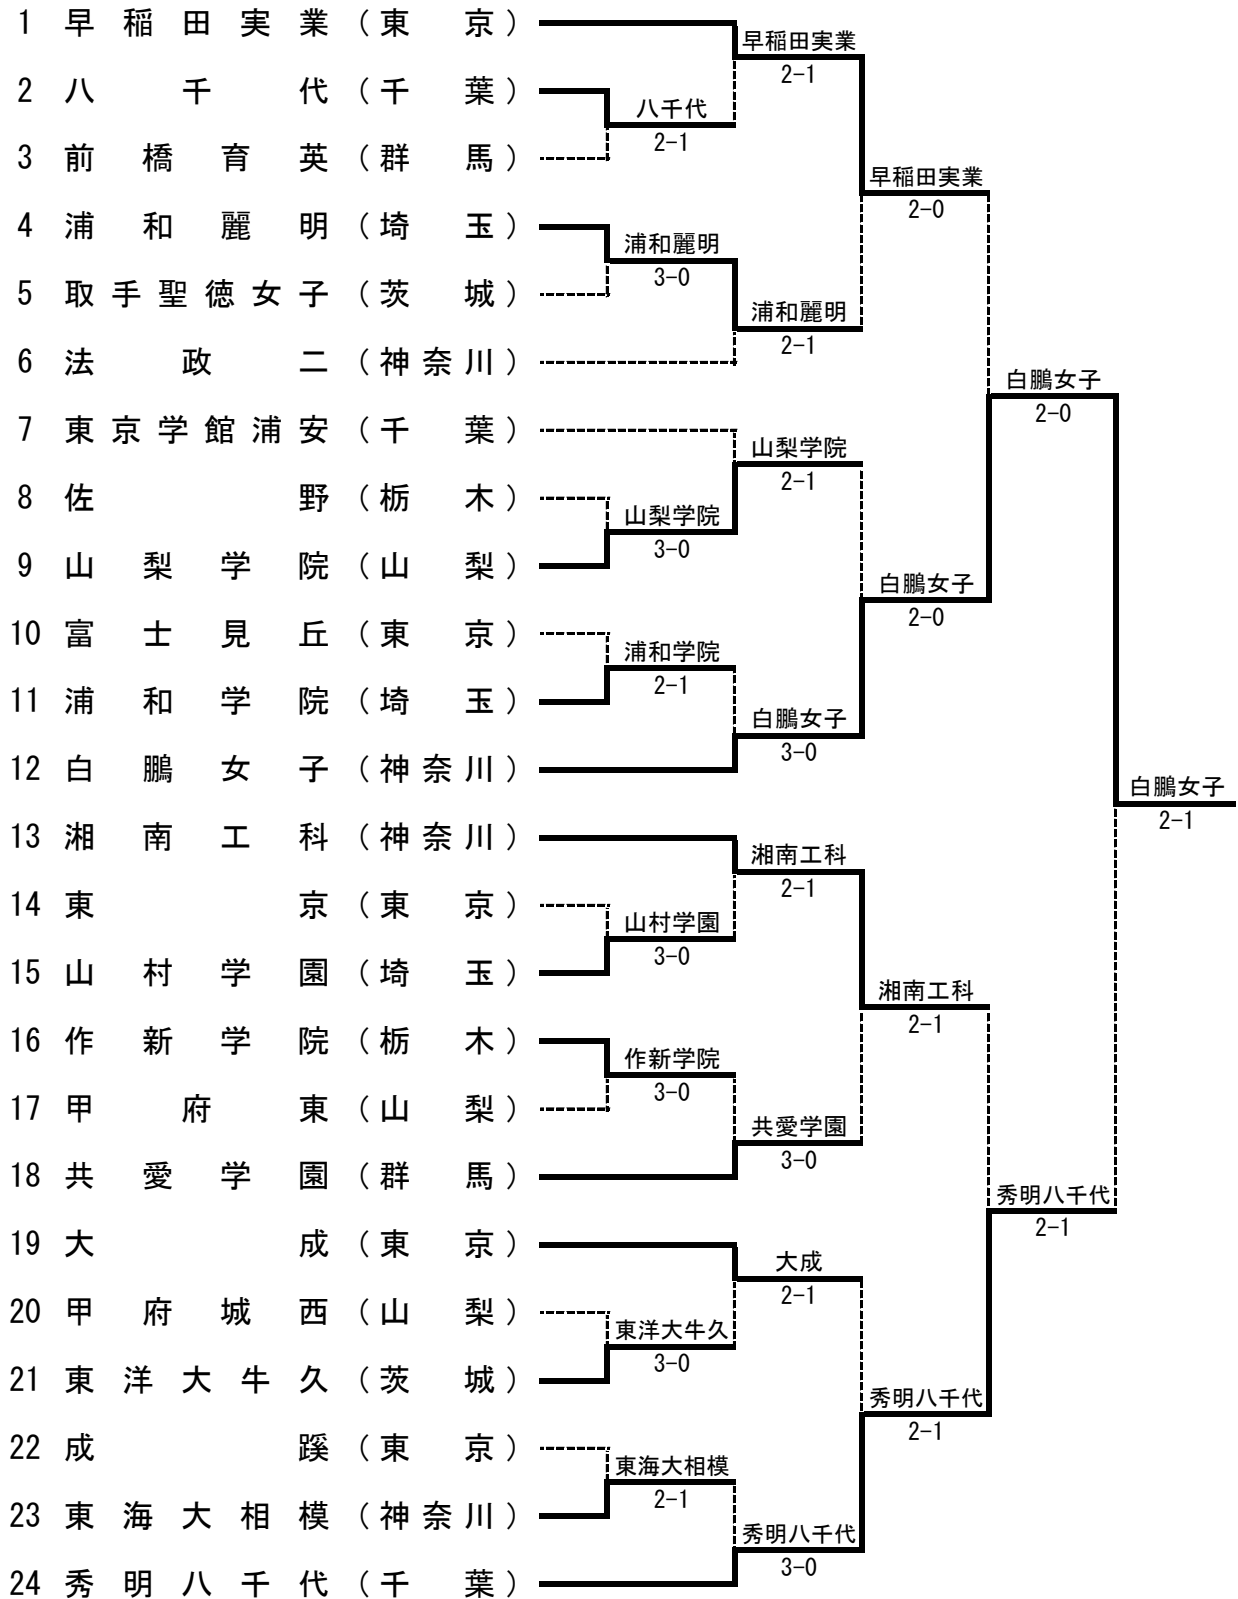 1 早稲田実業（東京）
早稲田実業
2-1
2 八千代（千葉）
八千代
2-1
3 前橋育英（群馬）
早稲田実業
2-0
4 浦和麗明（埼玉）
浦和麗明
3-0
5 取手聖徳女子（茨城）
浦和麗明
2-1
6 法政二（神奈川）
白鵬女子
2-0
7 東京学館浦安（千葉）
山梨学院
2-1
8 佐野（栃木）
山梨学院
3-0
9 山梨学院（山梨）
白鵬女子
2-0
10 富士見丘（東京）
浦和学院
2-1
11 浦和学院（埼玉）
白鵬女子
3-0
12 白鵬女子（神奈川）
白鵬女子
2-1
13 湘南工科（神奈川）
湘南工科
2-1
14 東京（東京）
山村学園
3-0
15 山村学園（埼玉）
湘南工科
2-1
16 作新学院（栃木）
作新学院
3-0
17 甲府東（山梨）
共愛学園
3-0
18 共愛学園（群馬）
秀明八千代
2-1
19 大成（東京）
大成
2-1
20 甲府城西（山梨）
東洋大牛久
3-0
21 東洋大牛久（茨城）
秀明八千代
2-1
22 成蹊（東京）
東海大相模
2-1
23 東海大相模（神奈川）
秀明八千代
3-0
24 秀明八千代（千葉）